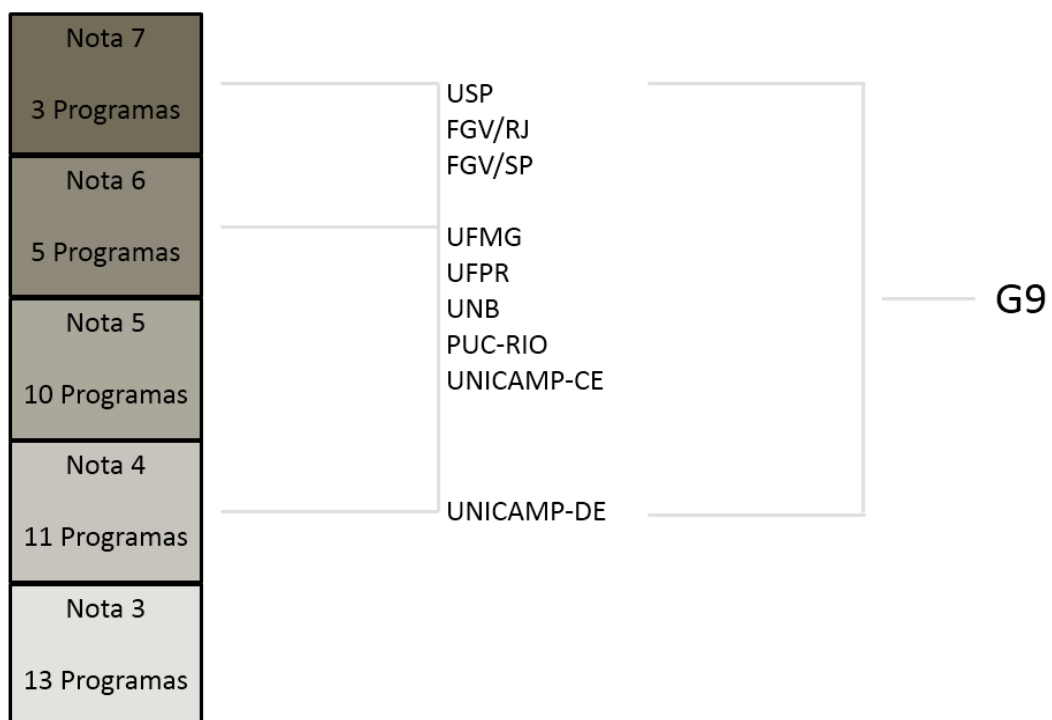 Nota 7
3 Programas
Nota 6
5 Programas
Nota 5
10 Programas
Nota 4
11 Programas
Nota 3
13 Programas
USP
FGV/RJ
FGV/SP
UFMG
UFPR
UNB
PUC-RIO
UNICAMP-CE
UNICAMP-DE
G9